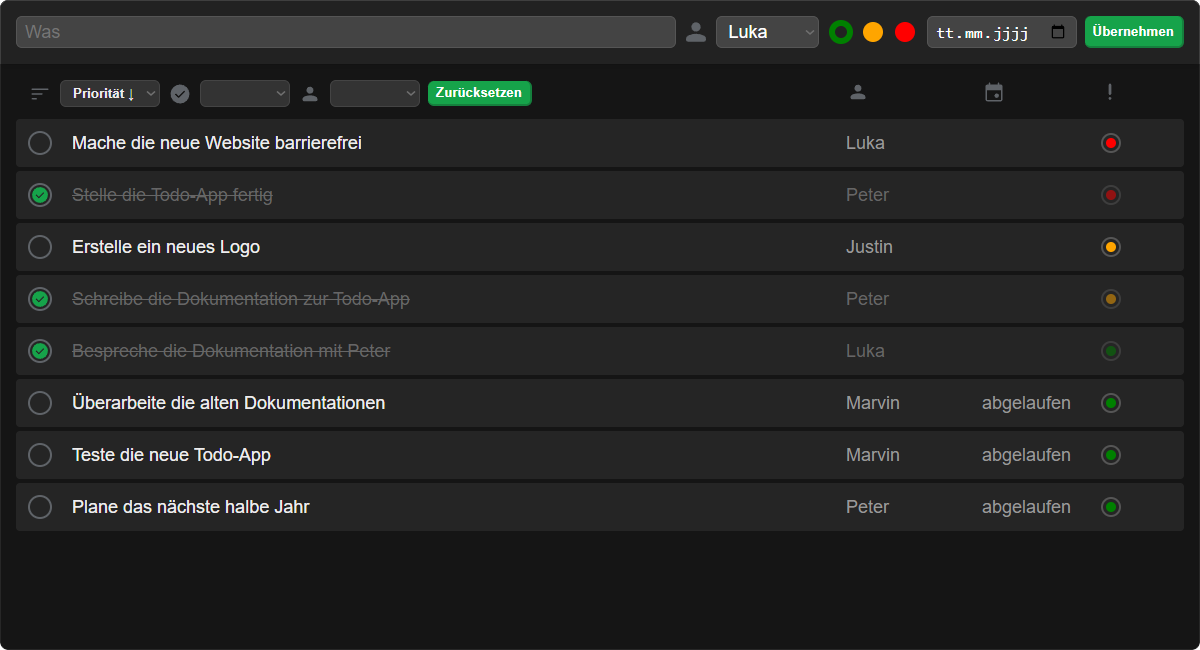 Was Luka tt.mm.jjjj Übernehmen
Priorität ↓ Zurücksetzen
Mache die neue Website barrierefrei Luka
Stelle die Todo-App fertig Peter
Erstelle ein neues Logo Justin
Schreibe die Dokumentation zur Todo-App Peter
Bespreche die Dokumentation mit Peter Luka
Überarbeite die alten Dokumentationen Marvin abgelaufen
Teste die neue Todo-App Marvin abgelaufen
Plane das nächste halbe Jahr Peter abgelaufen